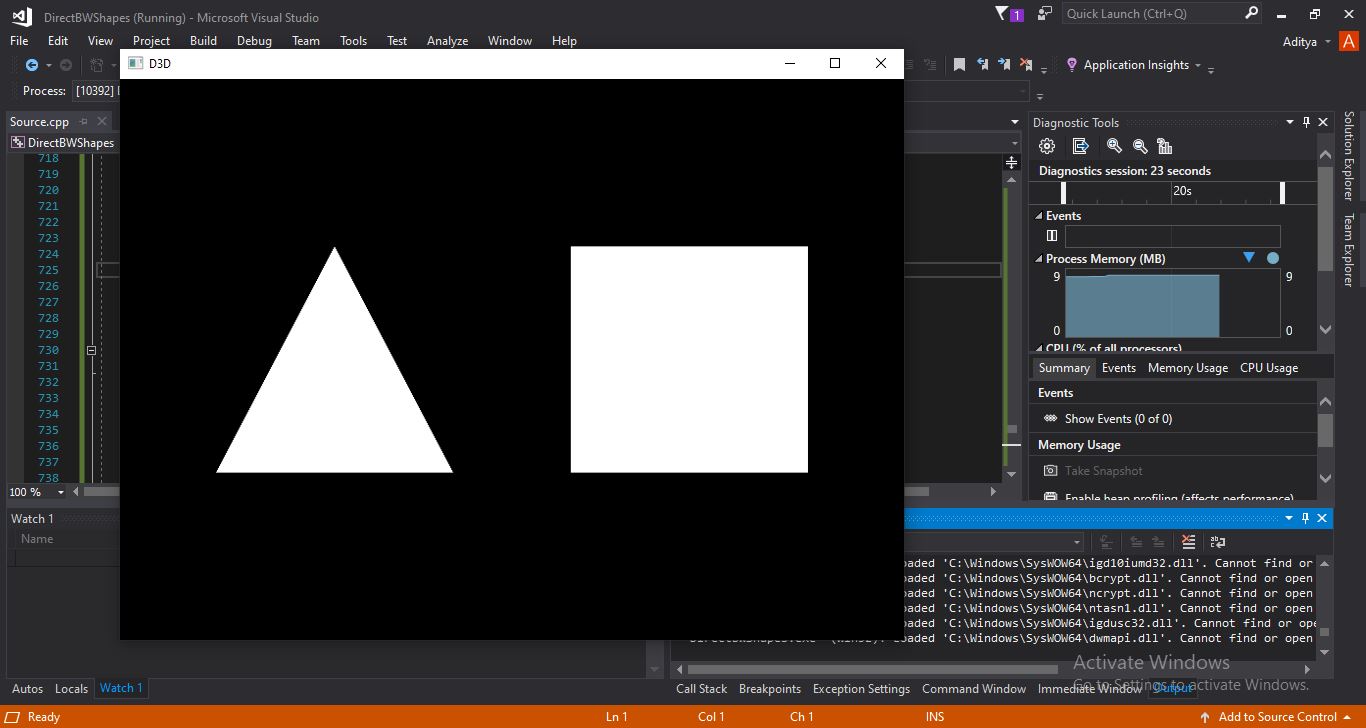 DirectBWShapes (Running) - Microsoft Visual Studio
1
Quick Launch (Ctrl+Q)
File Edit View Project Build Debug Team Tools Test Analyze Window Help
Aditya A
D3D
Application Insights
Process: [10392]
Source.cpp
DirectBWShapes
718
719
720
721
722
723
724
725
726
727
728
729
730
731
732
733
734
735
736
737
738
100 %
Diagnostic Tools
Diagnostics session: 23 seconds
20s
Events
Process Memory (MB)
9 9
0 0
CPU (% of all processors)
Summary Events Memory Usage CPU Usage
Events
Show Events (0 of 0)
Memory Usage
Take Snapshot
Enable heap profiling (affects performance)
Solution Explorer
Team Explorer
Watch 1
Name
oaded 'C:\Windows\SysWOW64\igd10iumd32.dll'. Cannot find or
oaded 'C:\Windows\SysWOW64\bcrypt.dll'. Cannot find or open
oaded 'C:\Windows\SysWOW64\ncrypt.dll'. Cannot find or open
oaded 'C:\Windows\SysWOW64\ntasn1.dll'. Cannot find or open
oaded 'C:\Windows\SysWOW64\igdusc32.dll'. Cannot find or ope
'DirectBWShapes.exe' (Win32): Loaded 'C:\Windows\SysWOW64\dwmapi.dll'. Cannot find or open
Activate Windows
Go to Settings to activate Windows.
Autos Locals Watch 1
Call Stack Breakpoints Exception Settings Command Window Immediate Window Output
Ready Ln 1 Col 1 Ch 1 INS Add to Source Control